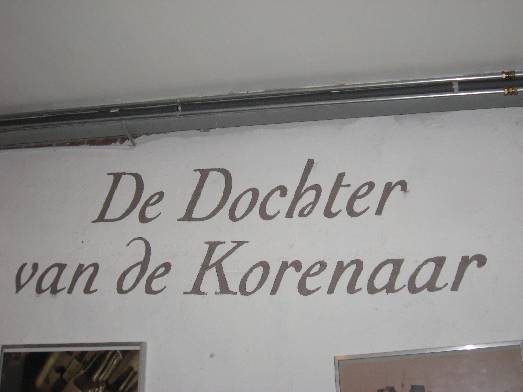 De Dochter
van de Korenaar